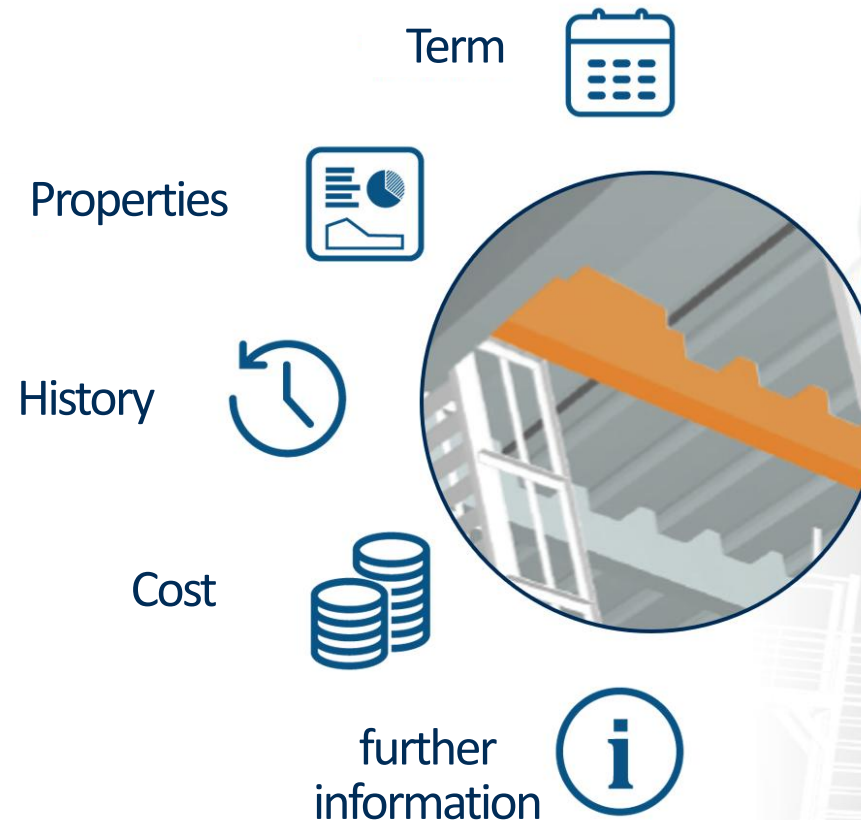 Term
Properties
History
Cost
further
information